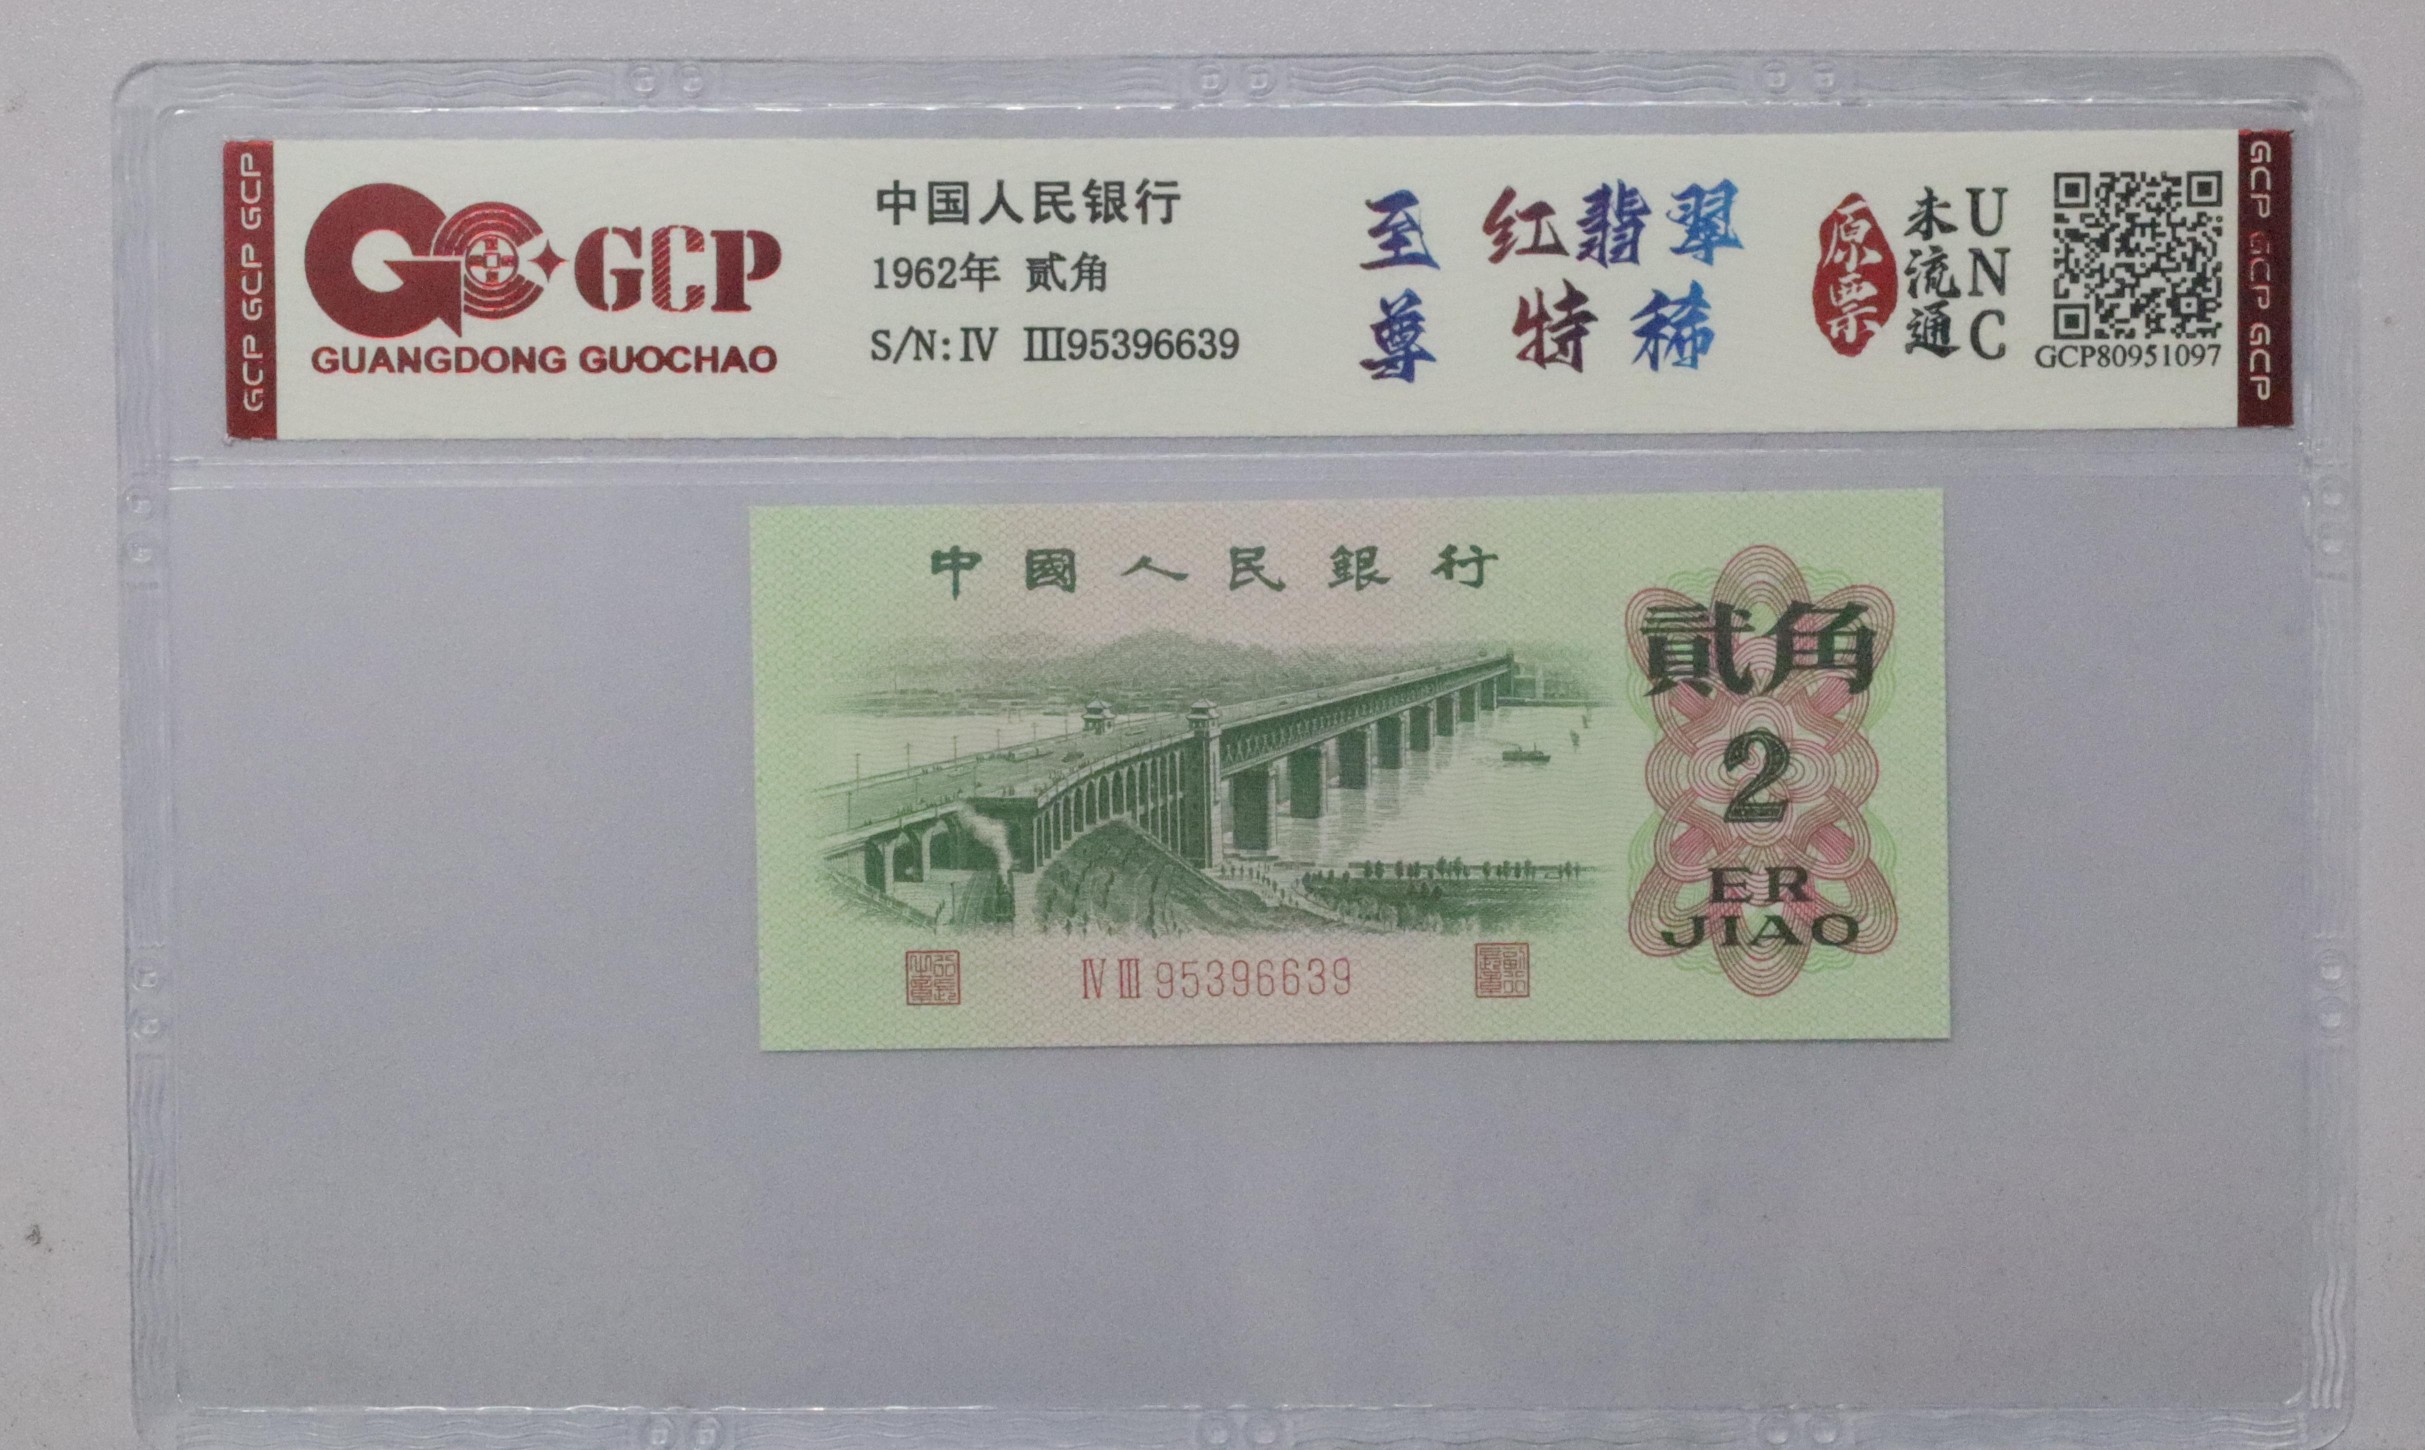 GCP GCP GCP
GCP
GUANGDONG GUOCHAO
中国人民银行
1962年 贰角
S/N:Ⅳ Ⅲ95396639
至尊
红翡翠
特稀
原票
未流通
UNC
GCP80951097
GCP GCP GCP
中國人民銀行
貳角
2
ER
JIAO
Ⅳ Ⅲ 95396639